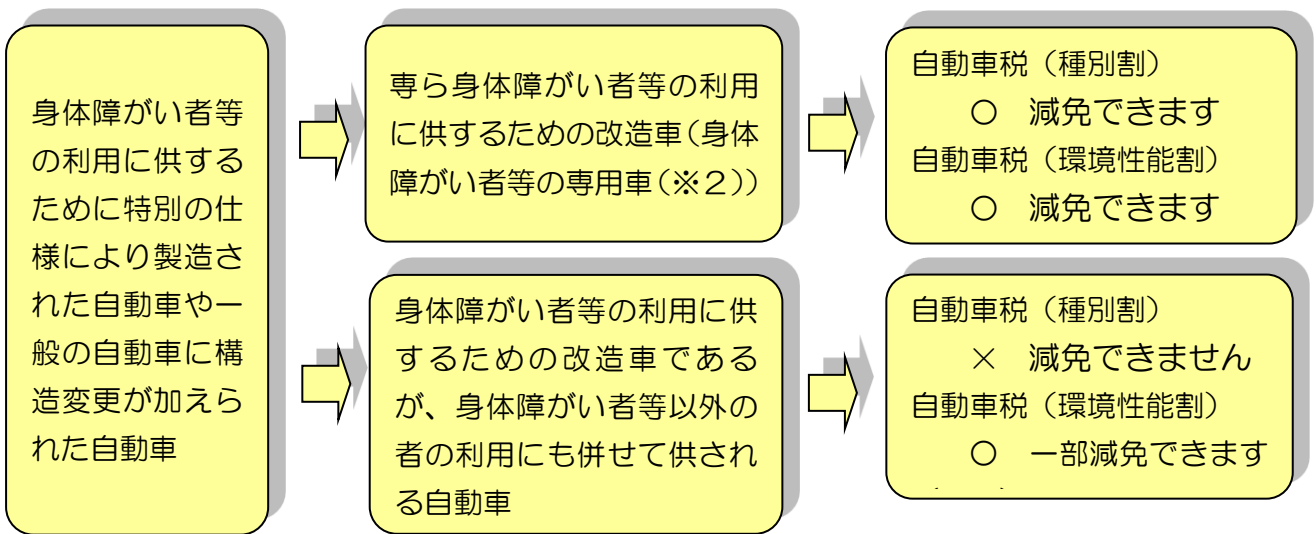 身体障がい者等
の利用に供する
ために特別の仕
様により製造さ
れた自動車や一
般の自動車に構
造変更が加えら
れた自動車
専ら身体障がい者等の利用
に供するための改造車（身体
障がい者等の専用車（※２））
自動車税（種別割）
○　減免できます
自動車税（環境性能割）
○　減免できます
身体障がい者等の利用に供
するための改造車である
が、身体障がい者等以外の
者の利用にも併せて供され
る自動車
自動車税（種別割）
×　減免できません
自動車税（環境性能割）
○　一部減免できます